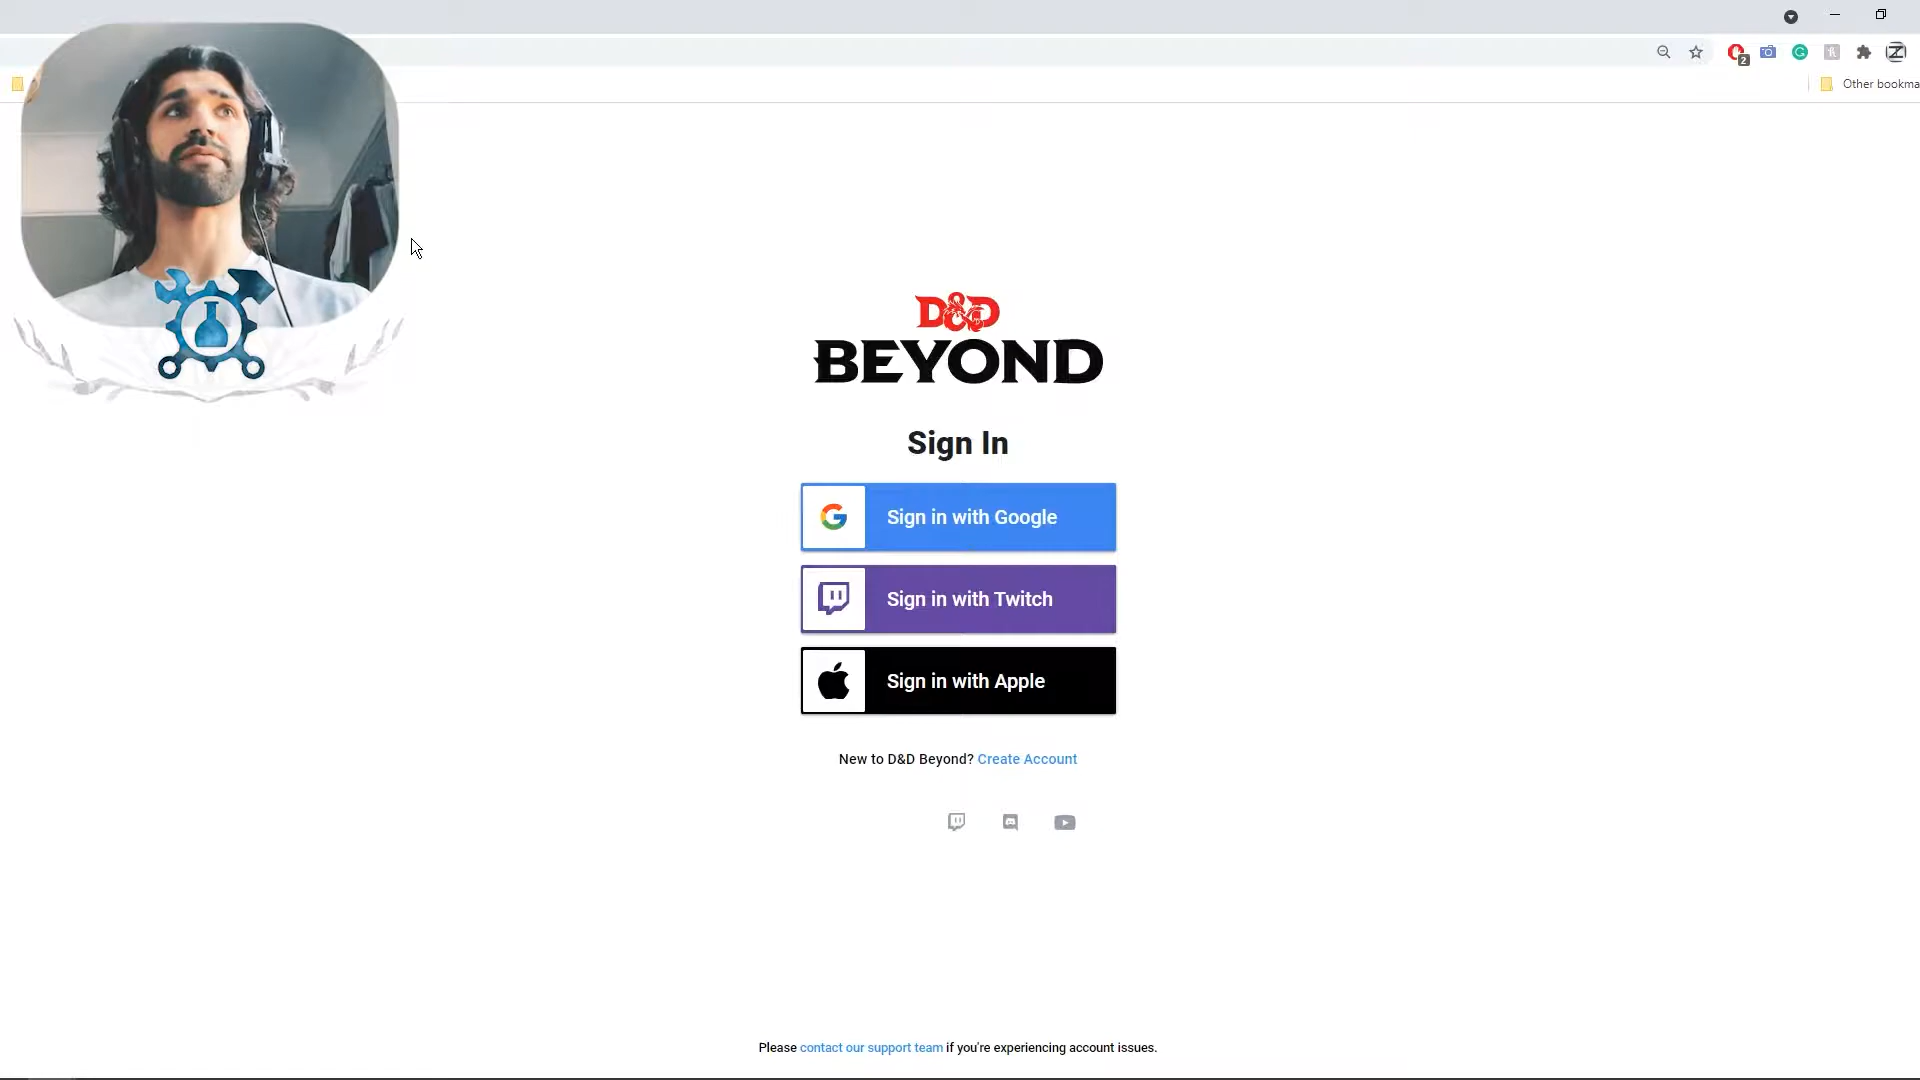 Other bookma
D&D
BEYOND
Sign In
Sign in with Google
Sign in with Twitch
Sign in with Apple
New to D&D Beyond? Create Account
Please contact our support team if you're experiencing account issues.
2